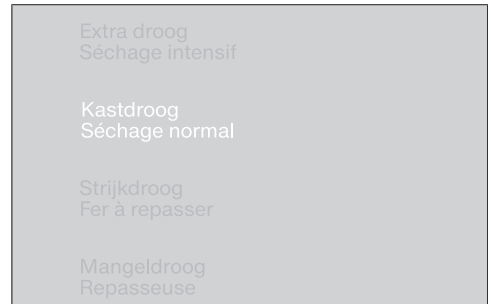 Extra droog
Séchage intensif
Kastdroog
Séchage normal
Strijkdroog
Fer à repasser
Mangeldroog
Repasseuse